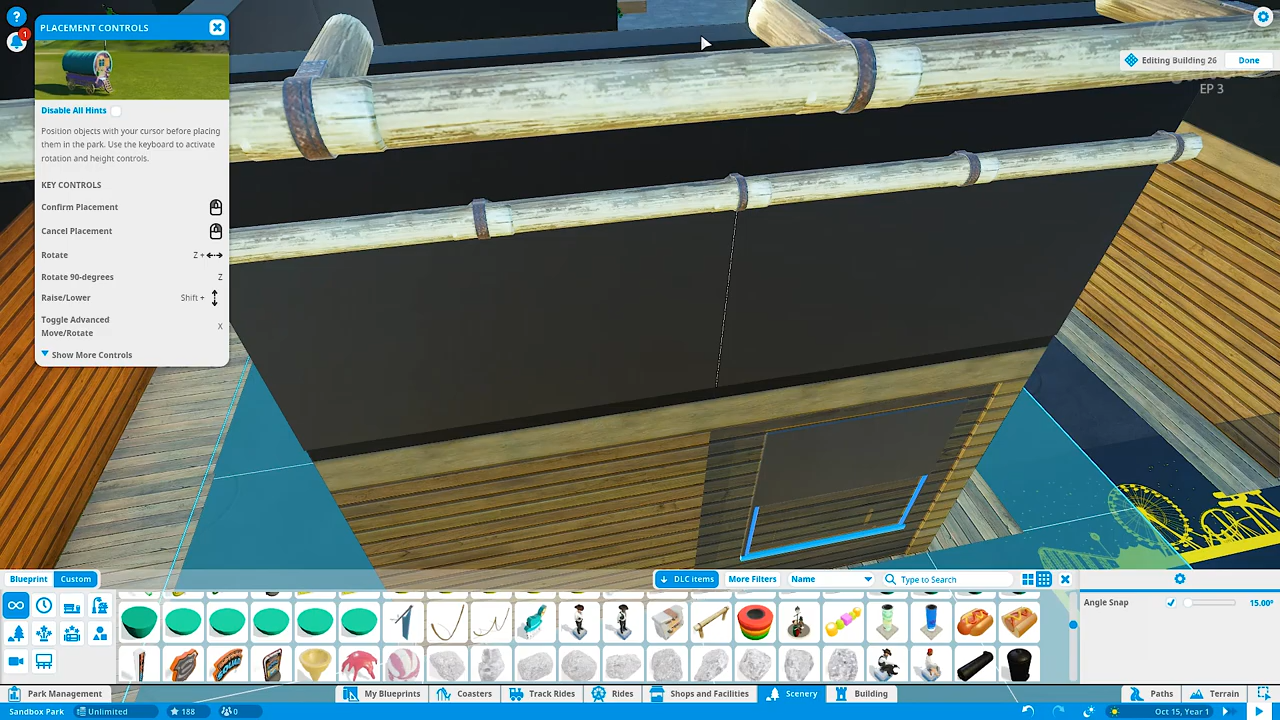 PLACEMENT CONTROLS
1
Disable All Hints
Position objects with your cursor before placing
them in the park. Use the keyboard to activate
rotation and height controls.
KEY CONTROLS
Confirm Placement
Cancel Placement
Rotate Z +
Rotate 90-degrees Z
Raise/Lower Shift +
Toggle Advanced
Move/Rotate X
Show More Controls
Editing Building 26 Done
EP 3
Blueprint Custom DLC items More Filters Name Type to Search
Angle Snap 15.00°
Park Management My Blueprints Coasters Track Rides Rides Shops and Facilities Scenery Building Paths Terrain
Sandbox Park Unlimited 188 0 Oct 15, Year 1